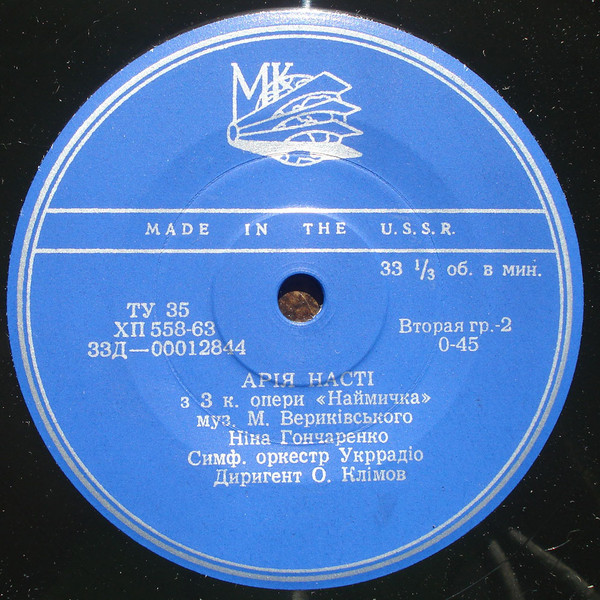 МК
MADE IN THE U.S.S.R.
33 1/3 об. в мин.
ТУ 35
ХП 558-63
33Д—00012844
Вторая гр.-2
0-45
АРІЯ НАСТІ
з 3 к. опери «Наймичка»
муз. М. Вериківського
Ніна Гончаренко
Симф. оркестр Укррадіо
Диригент О. Клімов